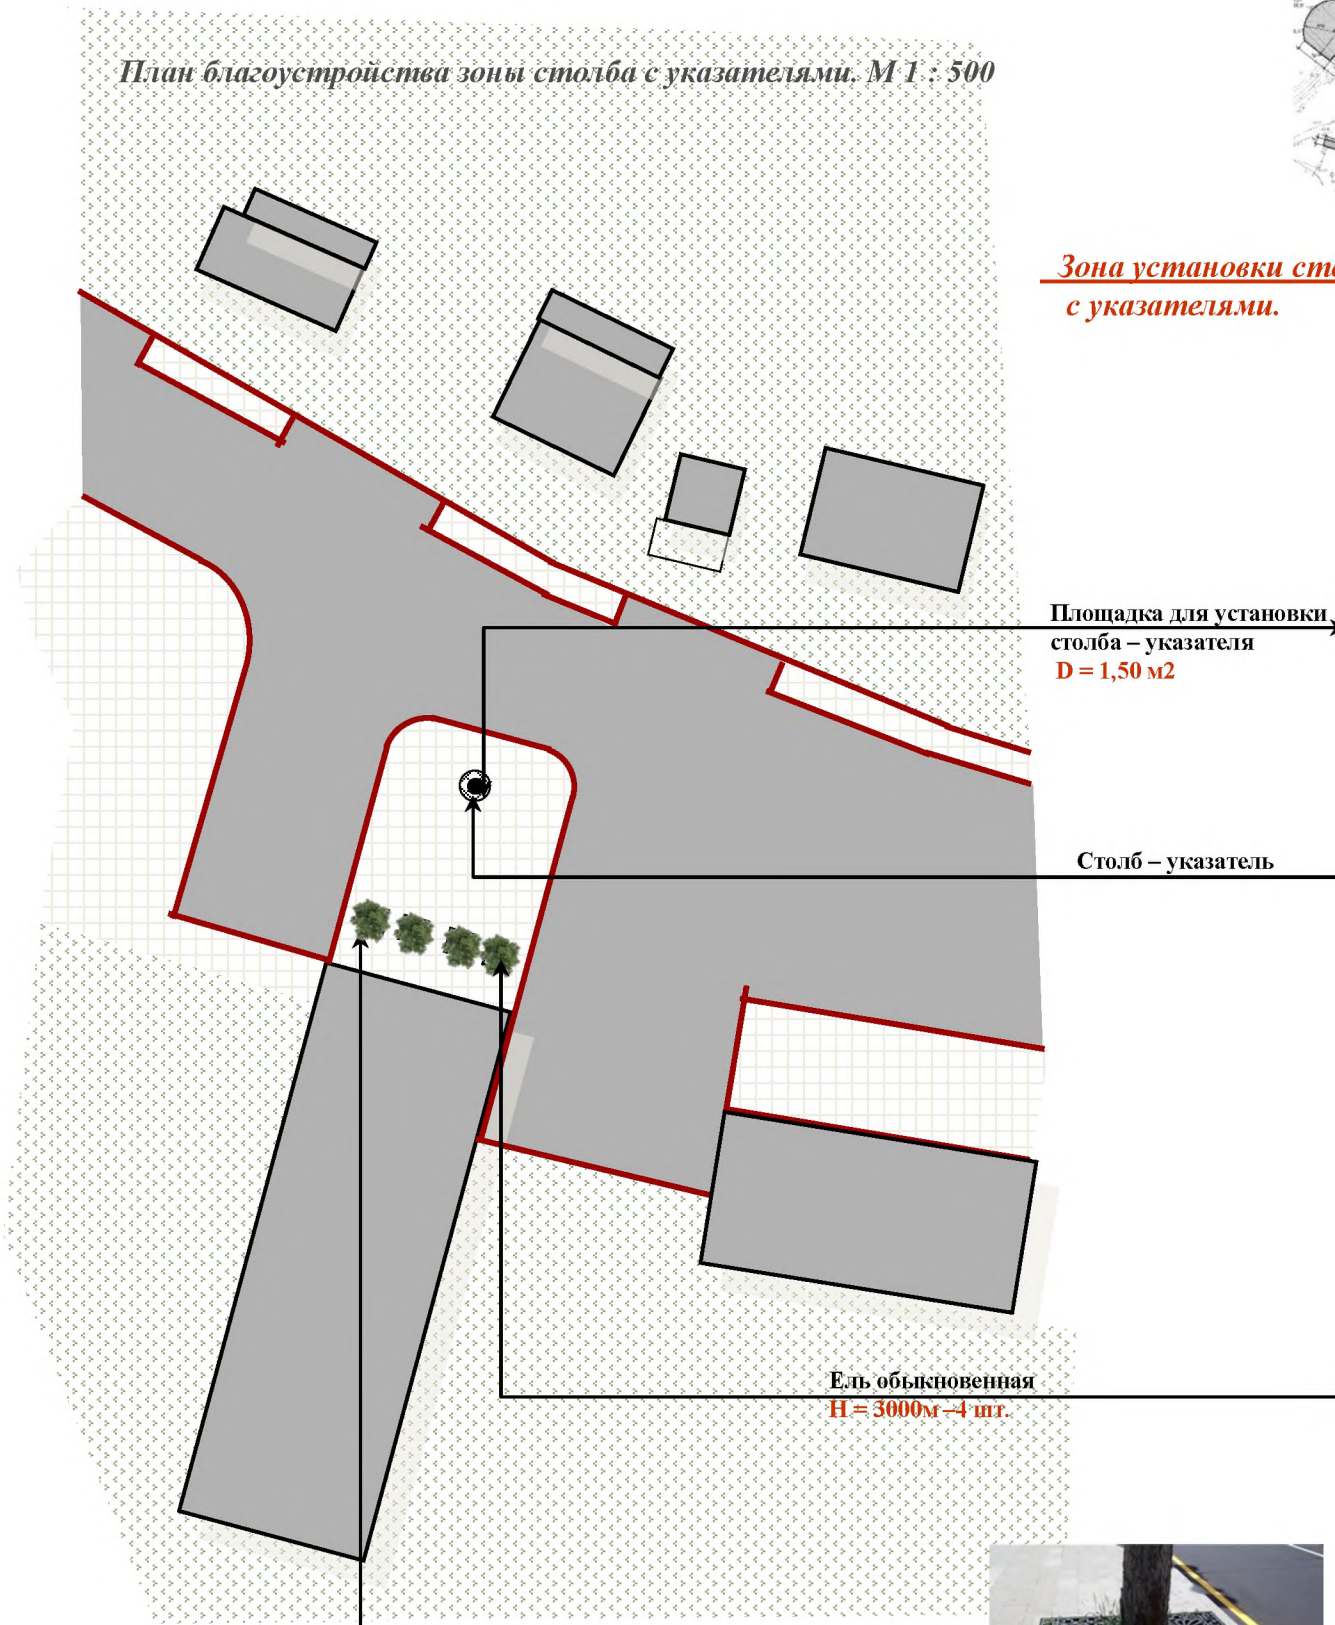 План благоустройства зоны столба с указателями. М 1 : 500
Зона установки
с указателями.
Площадка для установки
столба – указателя
D = 1,50 м2
Столб – указатель
Ель обыкновенная
Н = 3000м –4 шт.